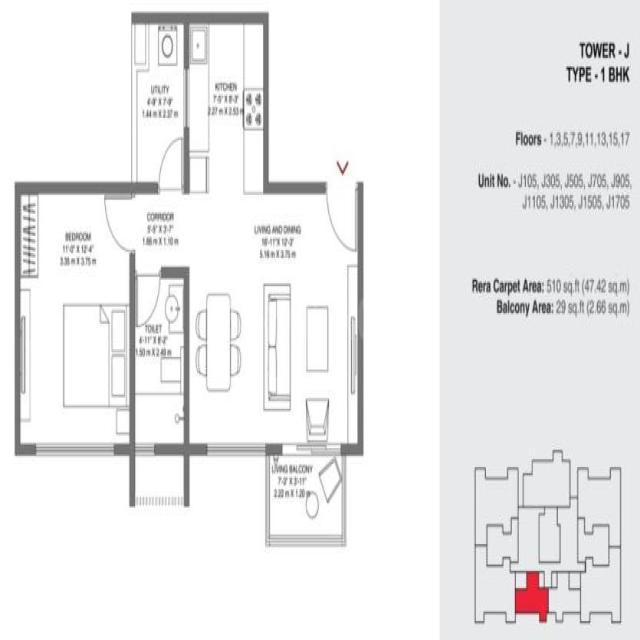 UTILITY
4'-9" X 7'-9"
1.44 m X 2.37 m
KITCHEN
7'-5" X 8'-3"
2.27 m X 2.53 m
BEDROOM
11'-0" X 12'-4"
3.35 m X 3.75 m
CORRIDOR
5'-5" X 3'-7"
1.66 m X 1.10 m
LIVING AND DINING
16'-11" X 12'-3"
5.16 m X 3.75 m
TOILET
4'-11" X 8'-2"
1.50 m X 2.49 m
LIVING BALCONY
7'-3" X 3'-11"
2.22 m X 1.20 m
TOWER - J
TYPE - 1 BHK
Floors - 1,3,5,7,9,11,13,15,17
Unit No. - J105, J305, J505, J705, J905,
J1105, J1305, J1505, J1705
Rera Carpet Area: 510 sq.ft (47.42 sq.m)
Balcony Area: 29 sq.ft (2.66 sq.m)